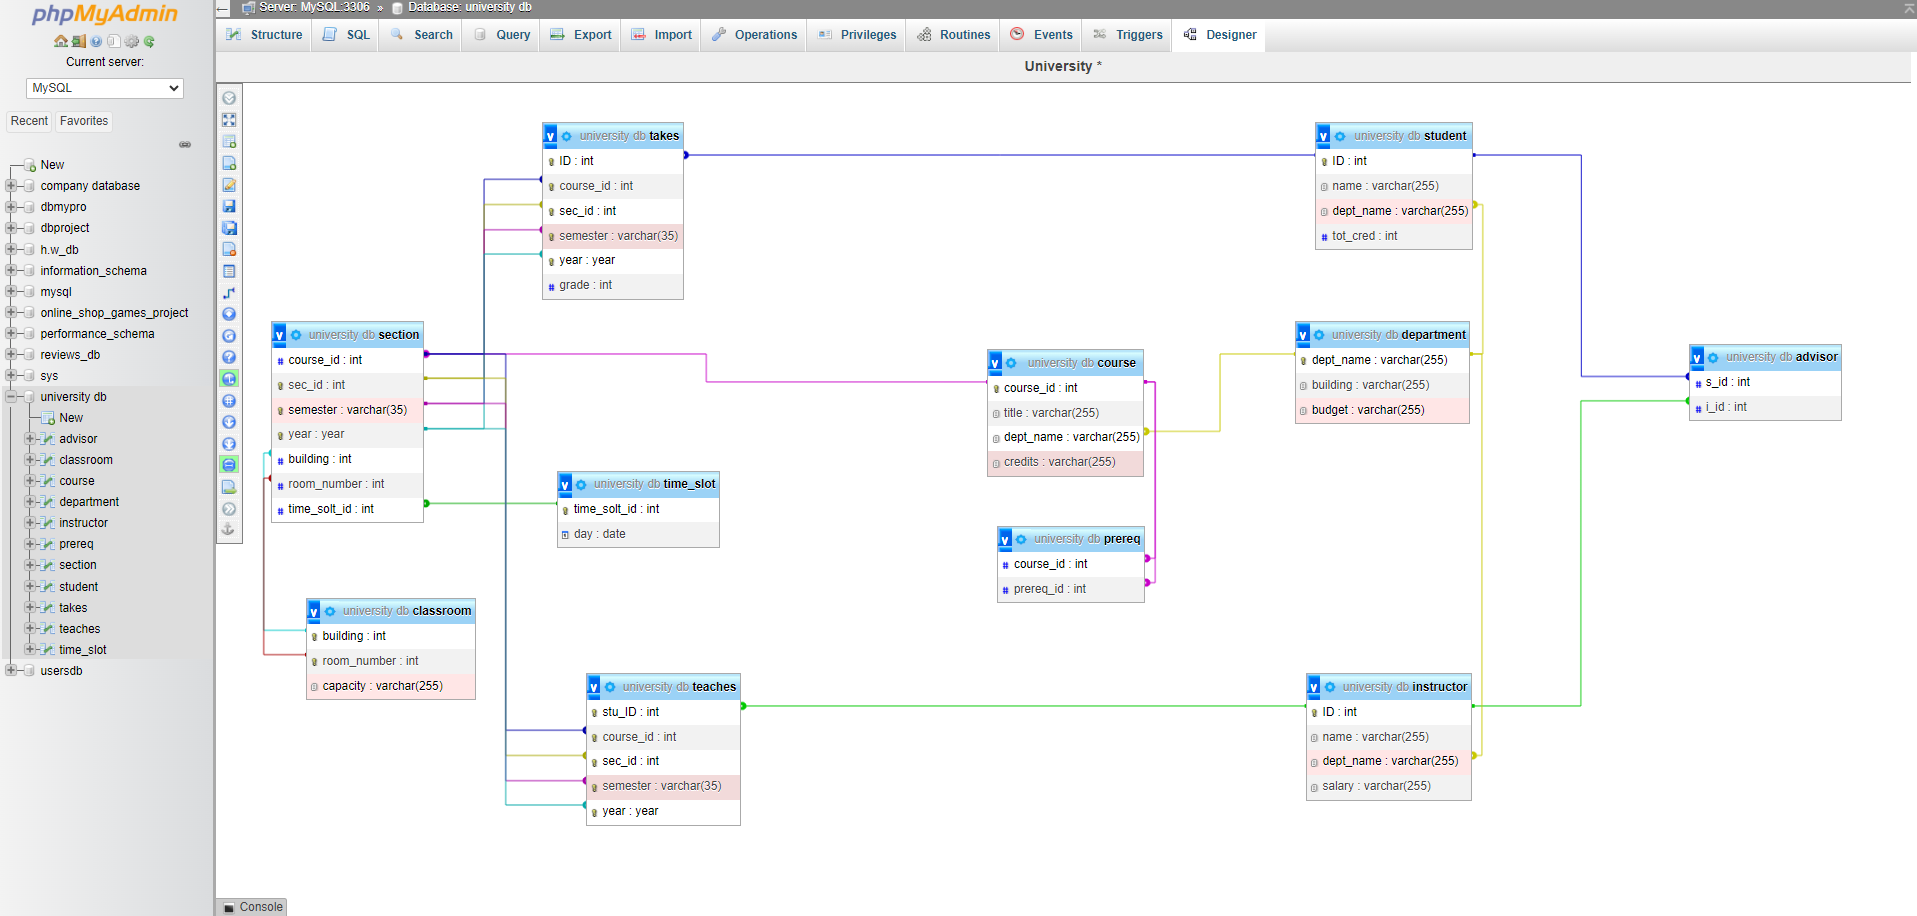 phpMyAdmin
Current server:
MySQL
Recent
Favorites
New
company database
dbmypro
dbproject
h.w_db
information_schema
mysql
online_shop_games_project
performance_schema
reviews_db
sys
university db
New
advisor
classroom
course
department
instructor
prereq
section
student
takes
teaches
time_slot
usersdb
Server: MySQL:3306 » Database: university db
Structure
SQL
Search
Query
Export
Import
Operations
Privileges
Routines
Events
Triggers
Designer
University *
v university db takes
ID : int
course_id : int
sec_id : int
semester : varchar(35)
year : year
# grade : int
v university db student
ID : int
name : varchar(255)
dept_name : varchar(255)
# tot_cred : int
v university db section
# course_id : int
sec_id : int
semester : varchar(35)
year : year
# building : int
# room_number : int
# time_solt_id : int
v university db course
course_id : int
title : varchar(255)
dept_name : varchar(255)
credits : varchar(255)
v university db department
dept_name : varchar(255)
building : varchar(255)
budget : varchar(255)
v university db advisor
# s_id : int
# i_id : int
v university db time_slot
time_solt_id : int
day : date
v university db prereq
# course_id : int
# prereq_id : int
v university db classroom
building : int
room_number : int
capacity : varchar(255)
v university db teaches
stu_ID : int
course_id : int
sec_id : int
semester : varchar(35)
year : year
v university db instructor
ID : int
name : varchar(255)
dept_name : varchar(255)
salary : varchar(255)
Console